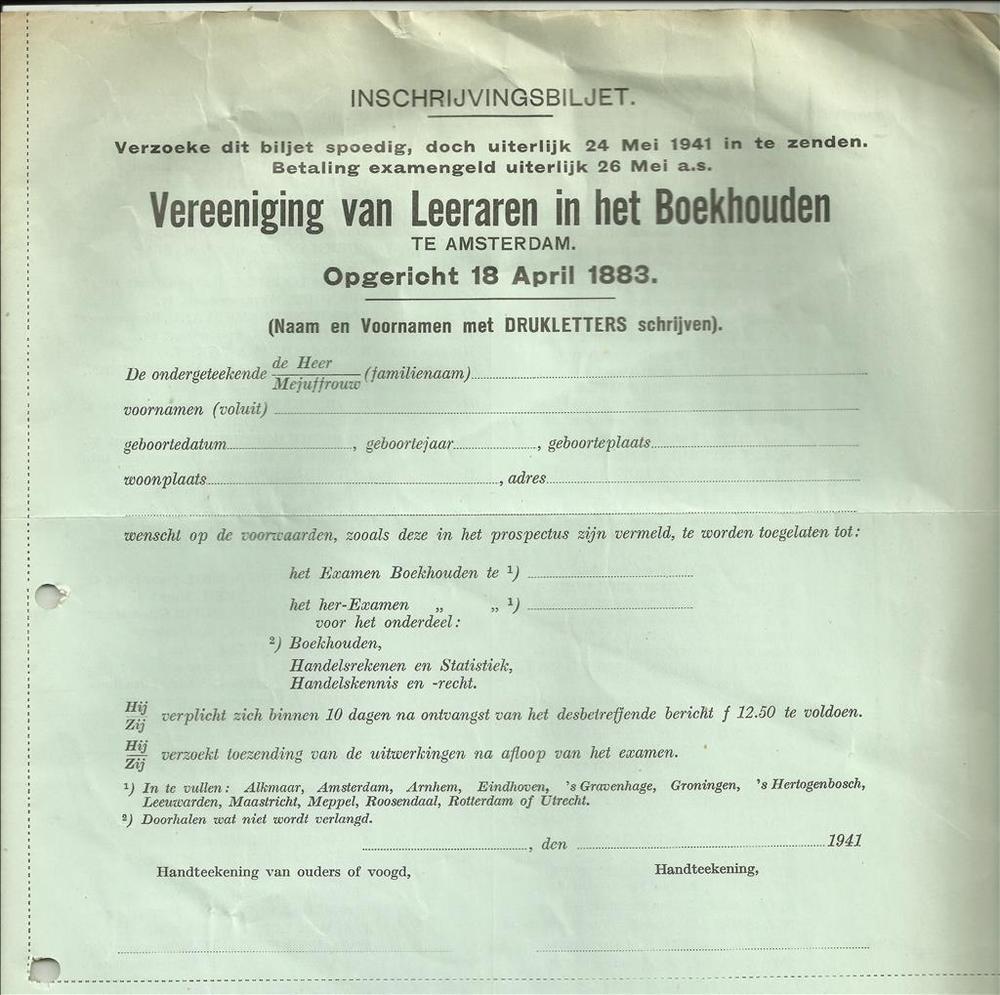 INSCHRIJVINGSBILJET.
Verzoeke dit biljet spoedig, doch uiterlijk 24 Mei 1941 in te zenden.
Betaling examengeld uiterlijk 26 Mei a.s.
Vereeniging van Leeraren in het Boekhouden
TE AMSTERDAM.
Opgericht 18 April 1883.
(Naam en Voornamen met DRUKLETTERS schrijven).
De ondergeteekende de Heer / Mejuffrouw (familienaam)
voornamen (voluit)
geboortedatum, geboortejaar, geboorteplaats
woonplaats, adres
wenscht op de voorwaarden, zooals deze in het prospectus zijn vermeld, te worden toegelaten tot:
het Examen Boekhouden te ¹)
het her-Examen „ „ ¹)
voor het onderdeel:
²) Boekhouden,
Handelsrekenen en Statistiek,
Handelskennis en -recht.
Hij / Zij verplicht zich binnen 10 dagen na ontvangst van het desbetreffende bericht f 12.50 te voldoen.
Hij / Zij verzoekt toezending van de uitwerkingen na afloop van het examen.
¹) In te vullen: Alkmaar, Amsterdam, Arnhem, Eindhoven, 's Gravenhage, Groningen, 's Hertogenbosch,
Leeuwarden, Maastricht, Meppel, Roosendaal, Rotterdam of Utrecht.
²) Doorhalen wat niet wordt verlangd.
, den 1941
Handteekening van ouders of voogd, Handteekening,